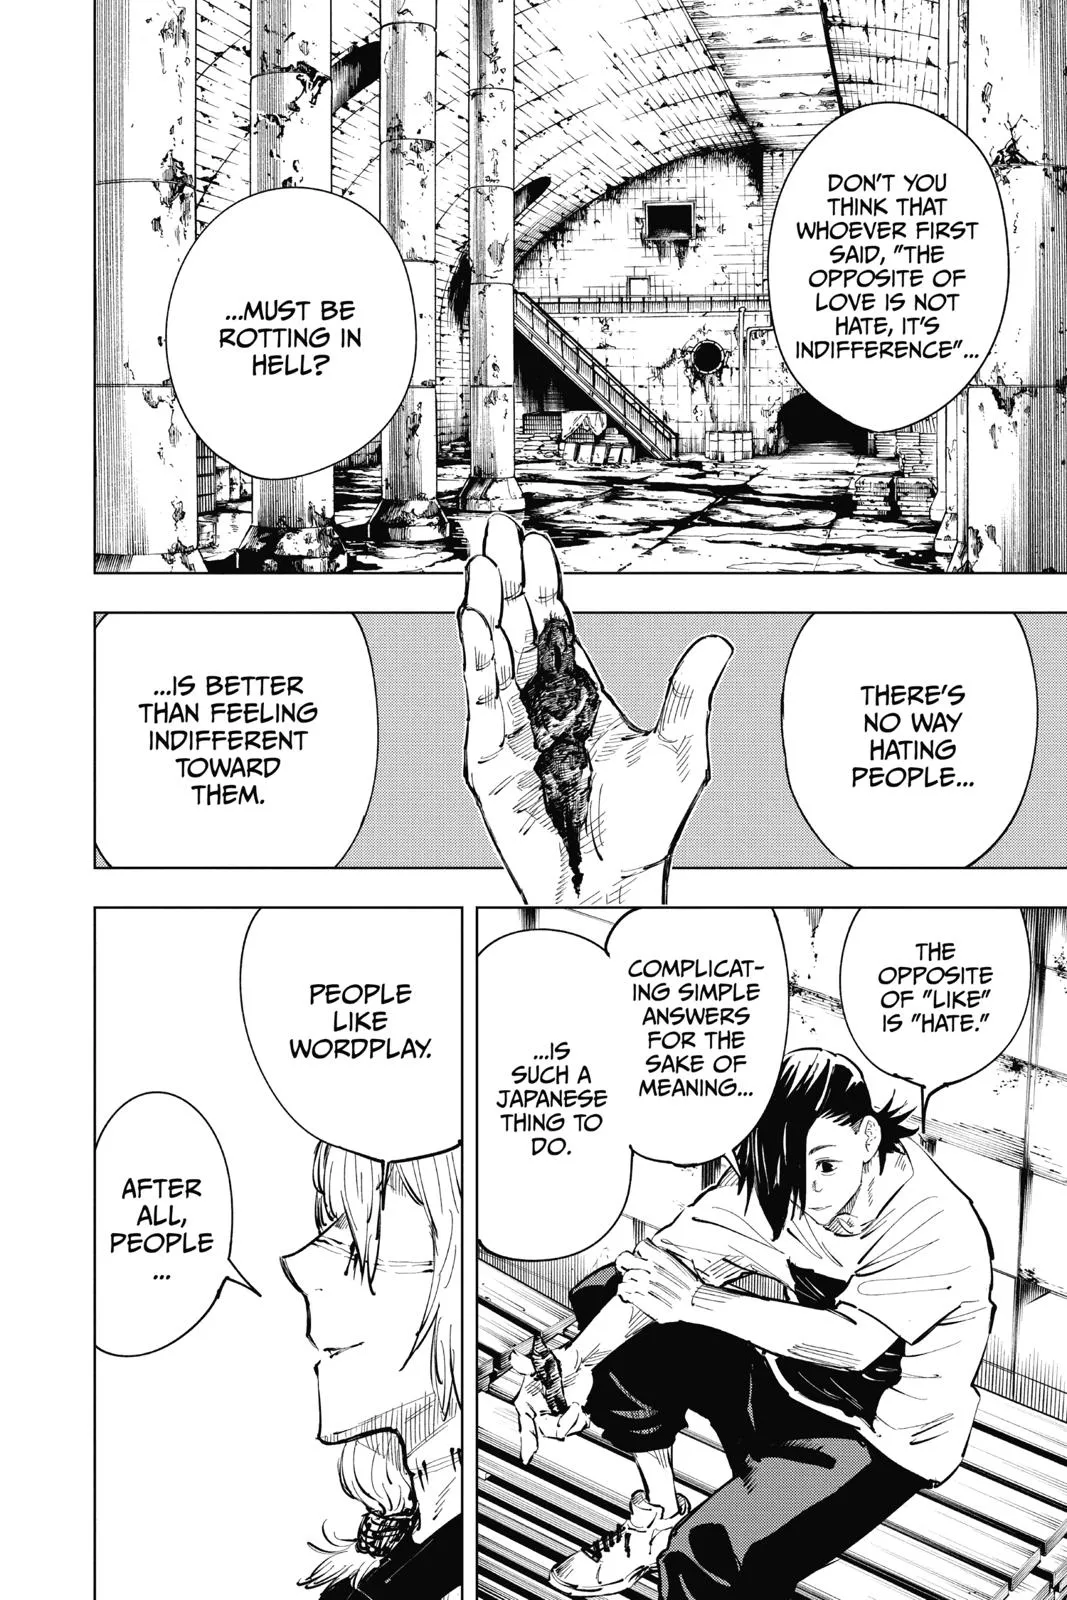 DON'T YOU
THINK THAT
WHOEVER FIRST
SAID, "THE
OPPOSITE OF
LOVE IS NOT
HATE, IT'S
INDIFFERENCE"...
...MUST BE
ROTTING IN
HELL?
THERE'S
NO WAY
HATING
PEOPLE...
...IS BETTER
THAN FEELING
INDIFFERENT
TOWARD
THEM.
THE
OPPOSITE
OF "LIKE"
IS "HATE."
COMPLICAT-
ING SIMPLE
ANSWERS
FOR THE
SAKE OF
MEANING...
...IS
SUCH A
JAPANESE
THING TO
DO.
PEOPLE
LIKE
WORDPLAY.
AFTER
ALL,
PEOPLE
...